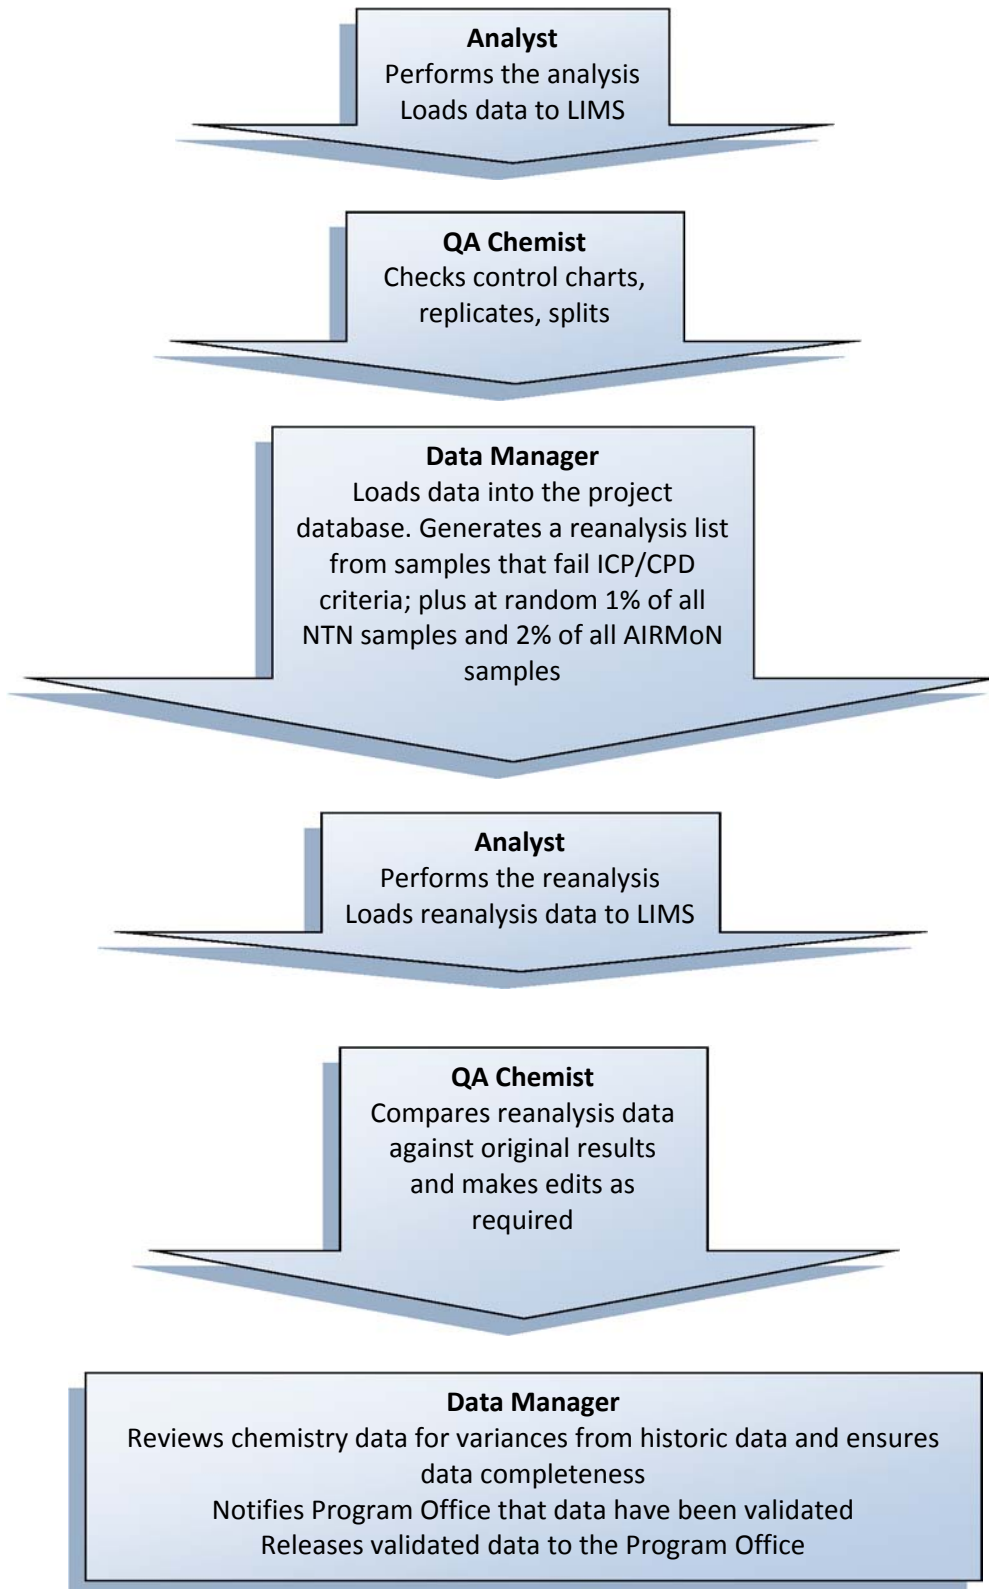 Analyst
Performs the analysis
Loads data to LIMS
QA Chemist
Checks control charts,
replicates, splits
Data Manager
Loads data into the project
database. Generates a reanalysis list
from samples that fail ICP/CPD
criteria; plus at random 1% of all
NTN samples and 2% of all AIRMoN
samples
Analyst
Performs the reanalysis
Loads reanalysis data to LIMS
QA Chemist
Compares reanalysis data
against original results
and makes edits as
required
Data Manager
Reviews chemistry data for variances from historic data and ensures
data completeness
Notifies Program Office that data have been validated
Releases validated data to the Program Office